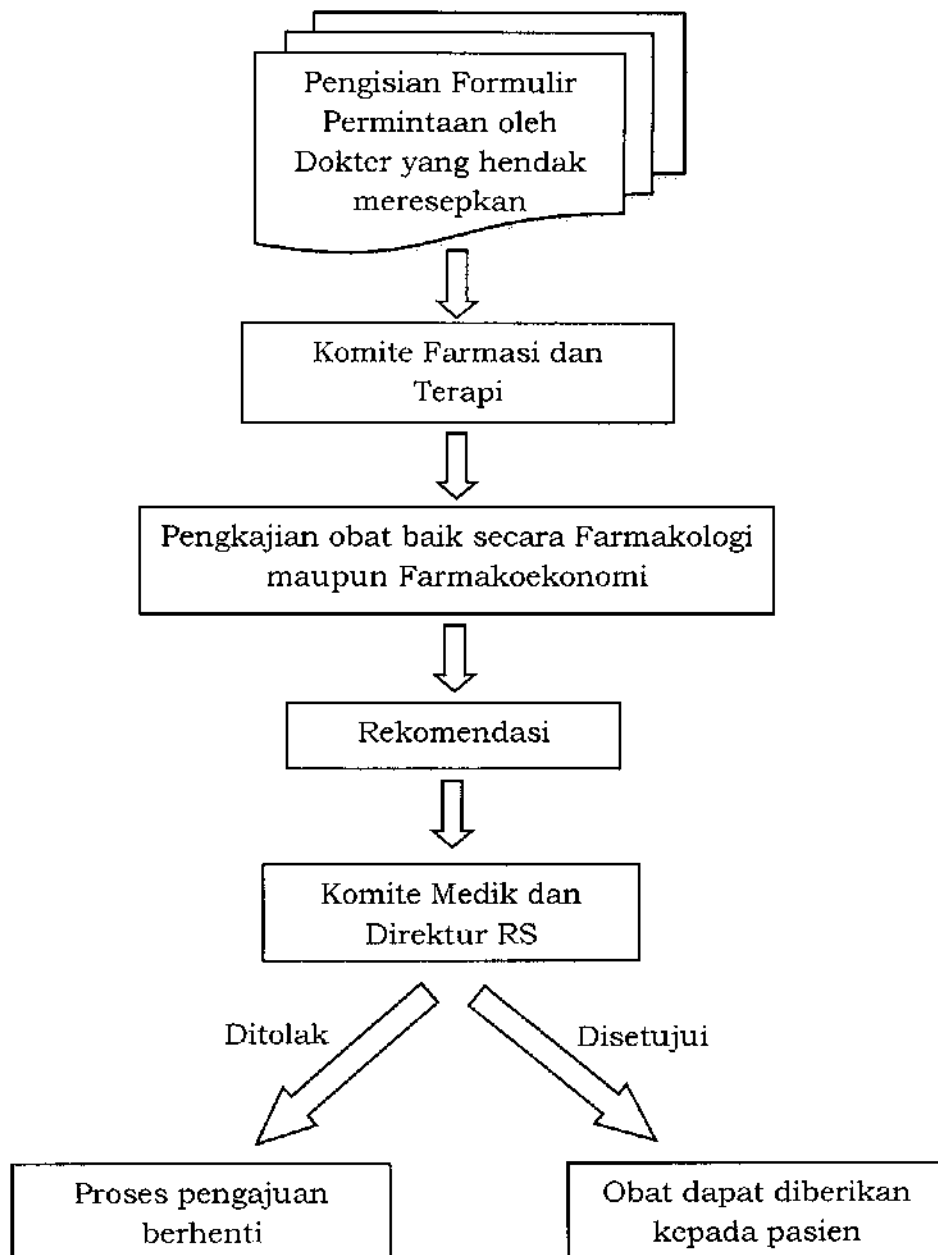 Pengisian Formulir
Permintaan oleh
Dokter yang hendak
meresepkan
Komite Farmasi dan
Terapi
Pengkajian obat baik secara Farmakologi
maupun Farmakoekonomi
Rekomendasi
Komite Medik dan
Direktur RS
Ditolak
Disetujui
Proses pengajuan
berhenti
Obat dapat diberikan
kepada pasien